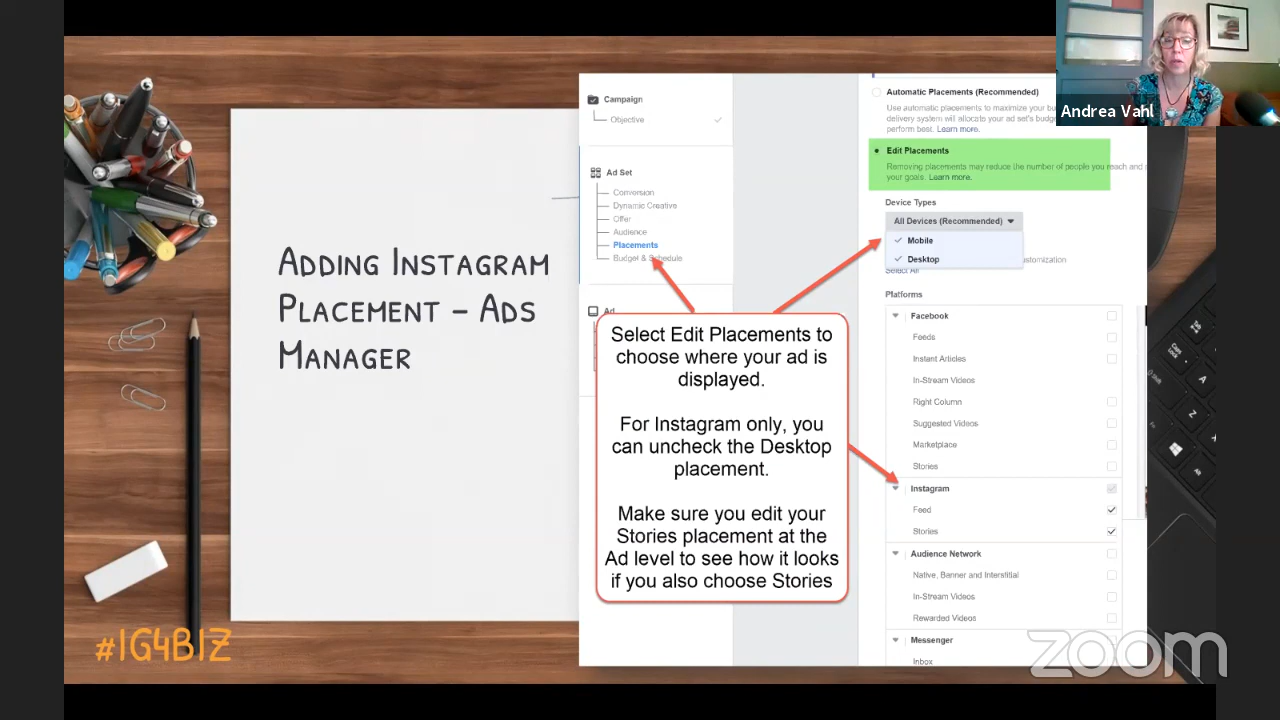 Andrea Vahl
ADDING INSTAGRAM
PLACEMENT - ADS
MANAGER
#IG4BIZ
Campaign
Objective
Ad Set
Conversion
Dynamic Creative
Offer
Audience
Placements
Budget & Schedule
Ad
Select Edit Placements to
choose where your ad is
displayed.
For Instagram only, you
can uncheck the Desktop
placement.
Make sure you edit your
Stories placement at the
Ad level to see how it looks
if you also choose Stories
Automatic Placements (Recommended)
Use automatic placements to maximize your
delivery system will allocate your ad set's budget
perform best. Learn more.
Edit Placements
Removing placements may reduce the number of people you reach and
your goals. Learn more.
Device Types
All Devices (Recommended)
Mobile
Desktop
Select All
Platforms
Facebook
Feeds
Instant Articles
In-Stream Videos
Right Column
Suggested Videos
Marketplace
Stories
Instagram
Feed
Stories
Audience Network
Native, Banner and Interstitial
In-Stream Videos
Rewarded Videos
Messenger
Inbox
zoom